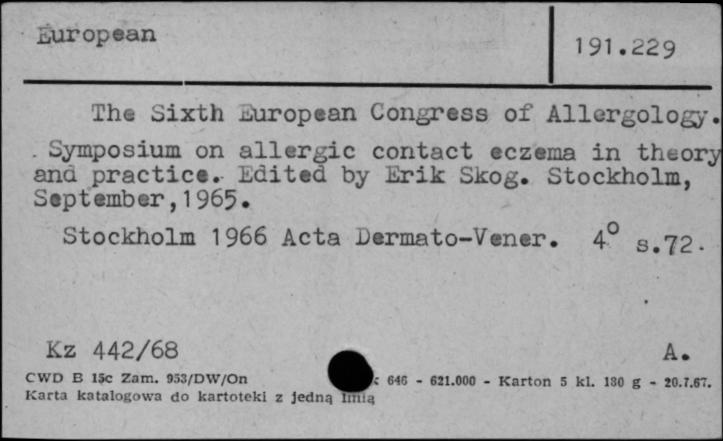 European
191.229
The Sixth European Congress of Allergology.
. Symposium on allergic contact eczema in theory
and practice. Edited by Erik Skog. Stockholm,
September,1965.
Stockholm 1966 Acta Dermato-Vener. 4° s.72.
Kz 442/68
A.
CWD B 15c Zam. 953/DW/On 646 - 621.000 - Karton 5 kl. 180 g - 20.7.67.
Karta katalogowa do kartoteki z jedną linią